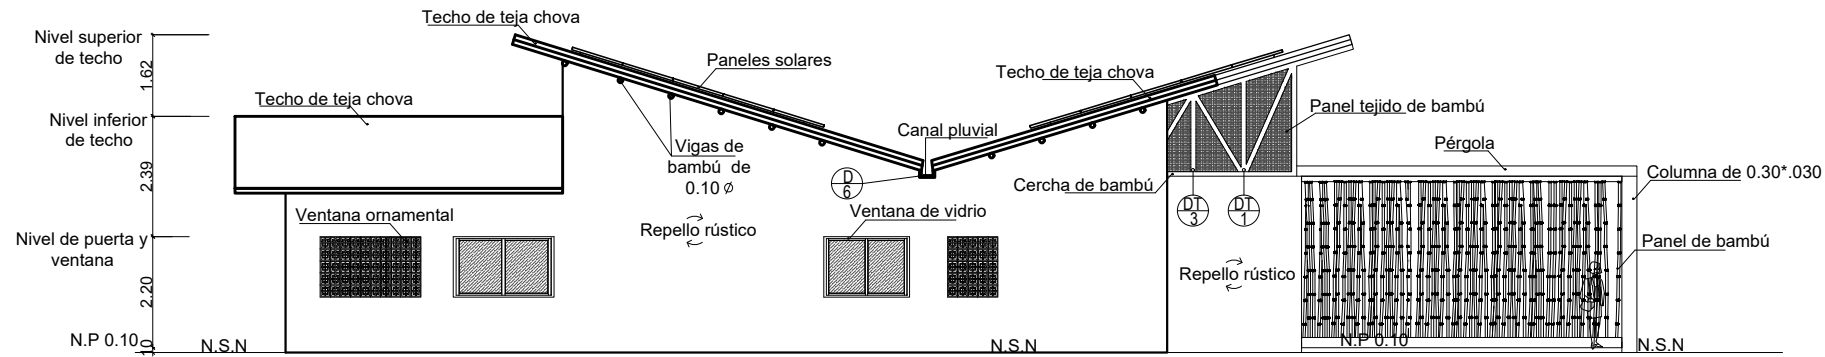 Techo de teja chova
Nivel superior
de techo
Paneles solares
1.62
Techo de teja chova
Techo de teja chova
Panel tejido de bambú
Nivel inferior
de techo
Canal pluvial
Pérgola
Vigas de
bambú de
0.10 Ø
2.39
D
6
Cercha de bambú
Columna de 0.30*.030
DT
3
DT
1
Ventana ornamental
Ventana de vidrio
Repello rústico
Nivel de puerta y
ventana
Panel de bambú
Repello rústico
2.20
N.P 0.10
10
N.S.N
N.S.N
N.P 0.10
N.S.N